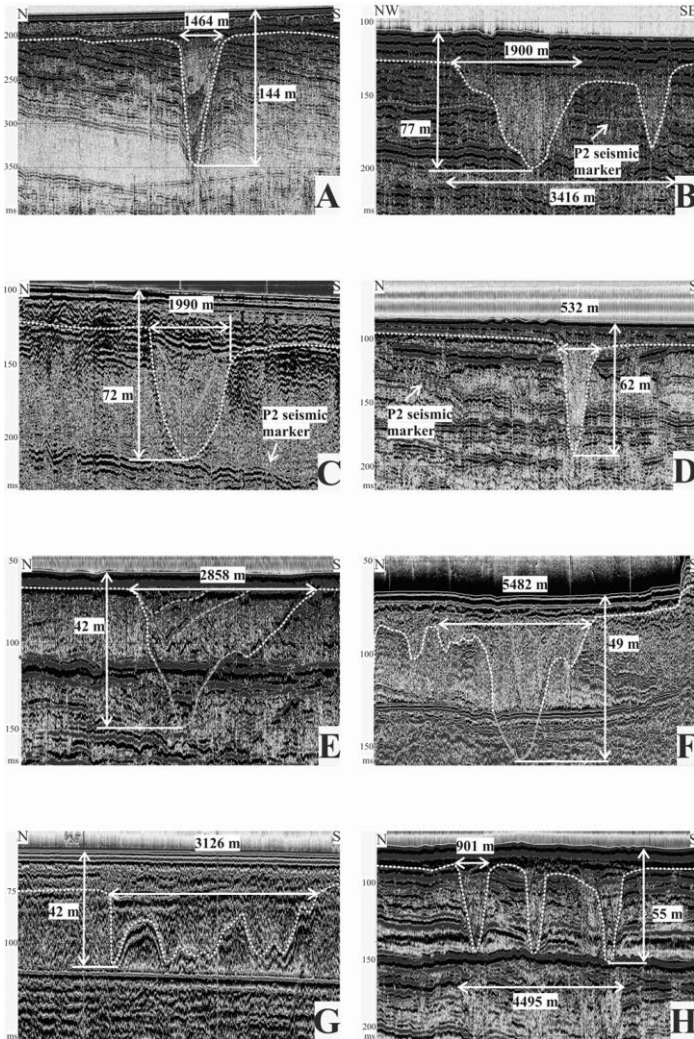 N 1464 m S
200
250
300
350
ms
144 m
A
NW SE
100
150
200
ms
1900 m
77 m
P2 seismic
marker
3416 m
B
N S
100
150
200
ms
1990 m
72 m
P2 seismic
marker
C
N S
100
150
200
ms
532 m
62 m
P2 seismic
marker
D
N S
50
100
150
ms
2858 m
42 m
E
N S
50
100
150
ms
5482 m
49 m
F
N S
75
100
ms
3126 m
42 m
G
N S
100
150
200
ms
901 m
55 m
4495 m
H